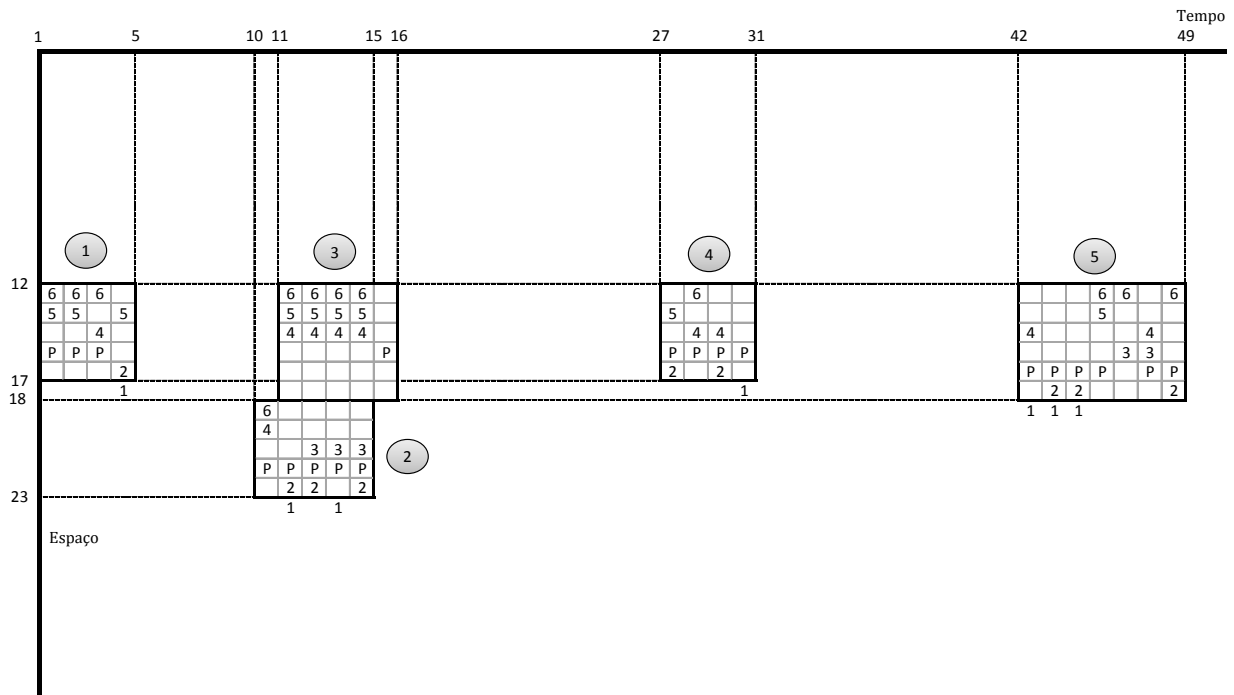 Tempo
1 5 10 11 15 16 27 31 42 49
1 3 4 5
12
6 6 6 6 6 6 6 6 6 6 6
5 5 5 5 5 5 5 5 5
4 4 4 4 4 4 4 4 4
P P P P P P P P 3 3
2 2 2 P P P P P P
17 1 1 2 2 2
18 6 1 1 1
4
3 3 3
P P P P P 2
2 2 2
23
1 1
Espaço